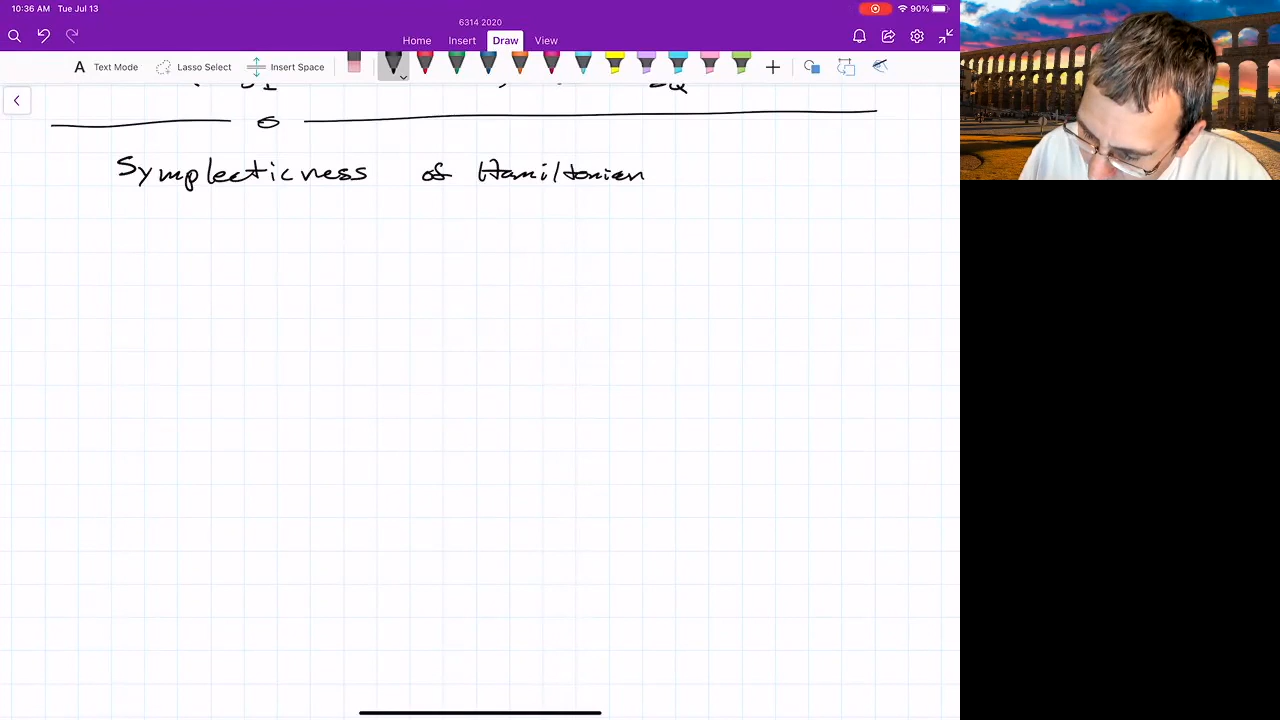 10:36 AM Tue Jul 13
90%
6314 2020
Home Insert Draw View
A Text Mode Lasso Select Insert Space
Symplecticness of Hamiltonian